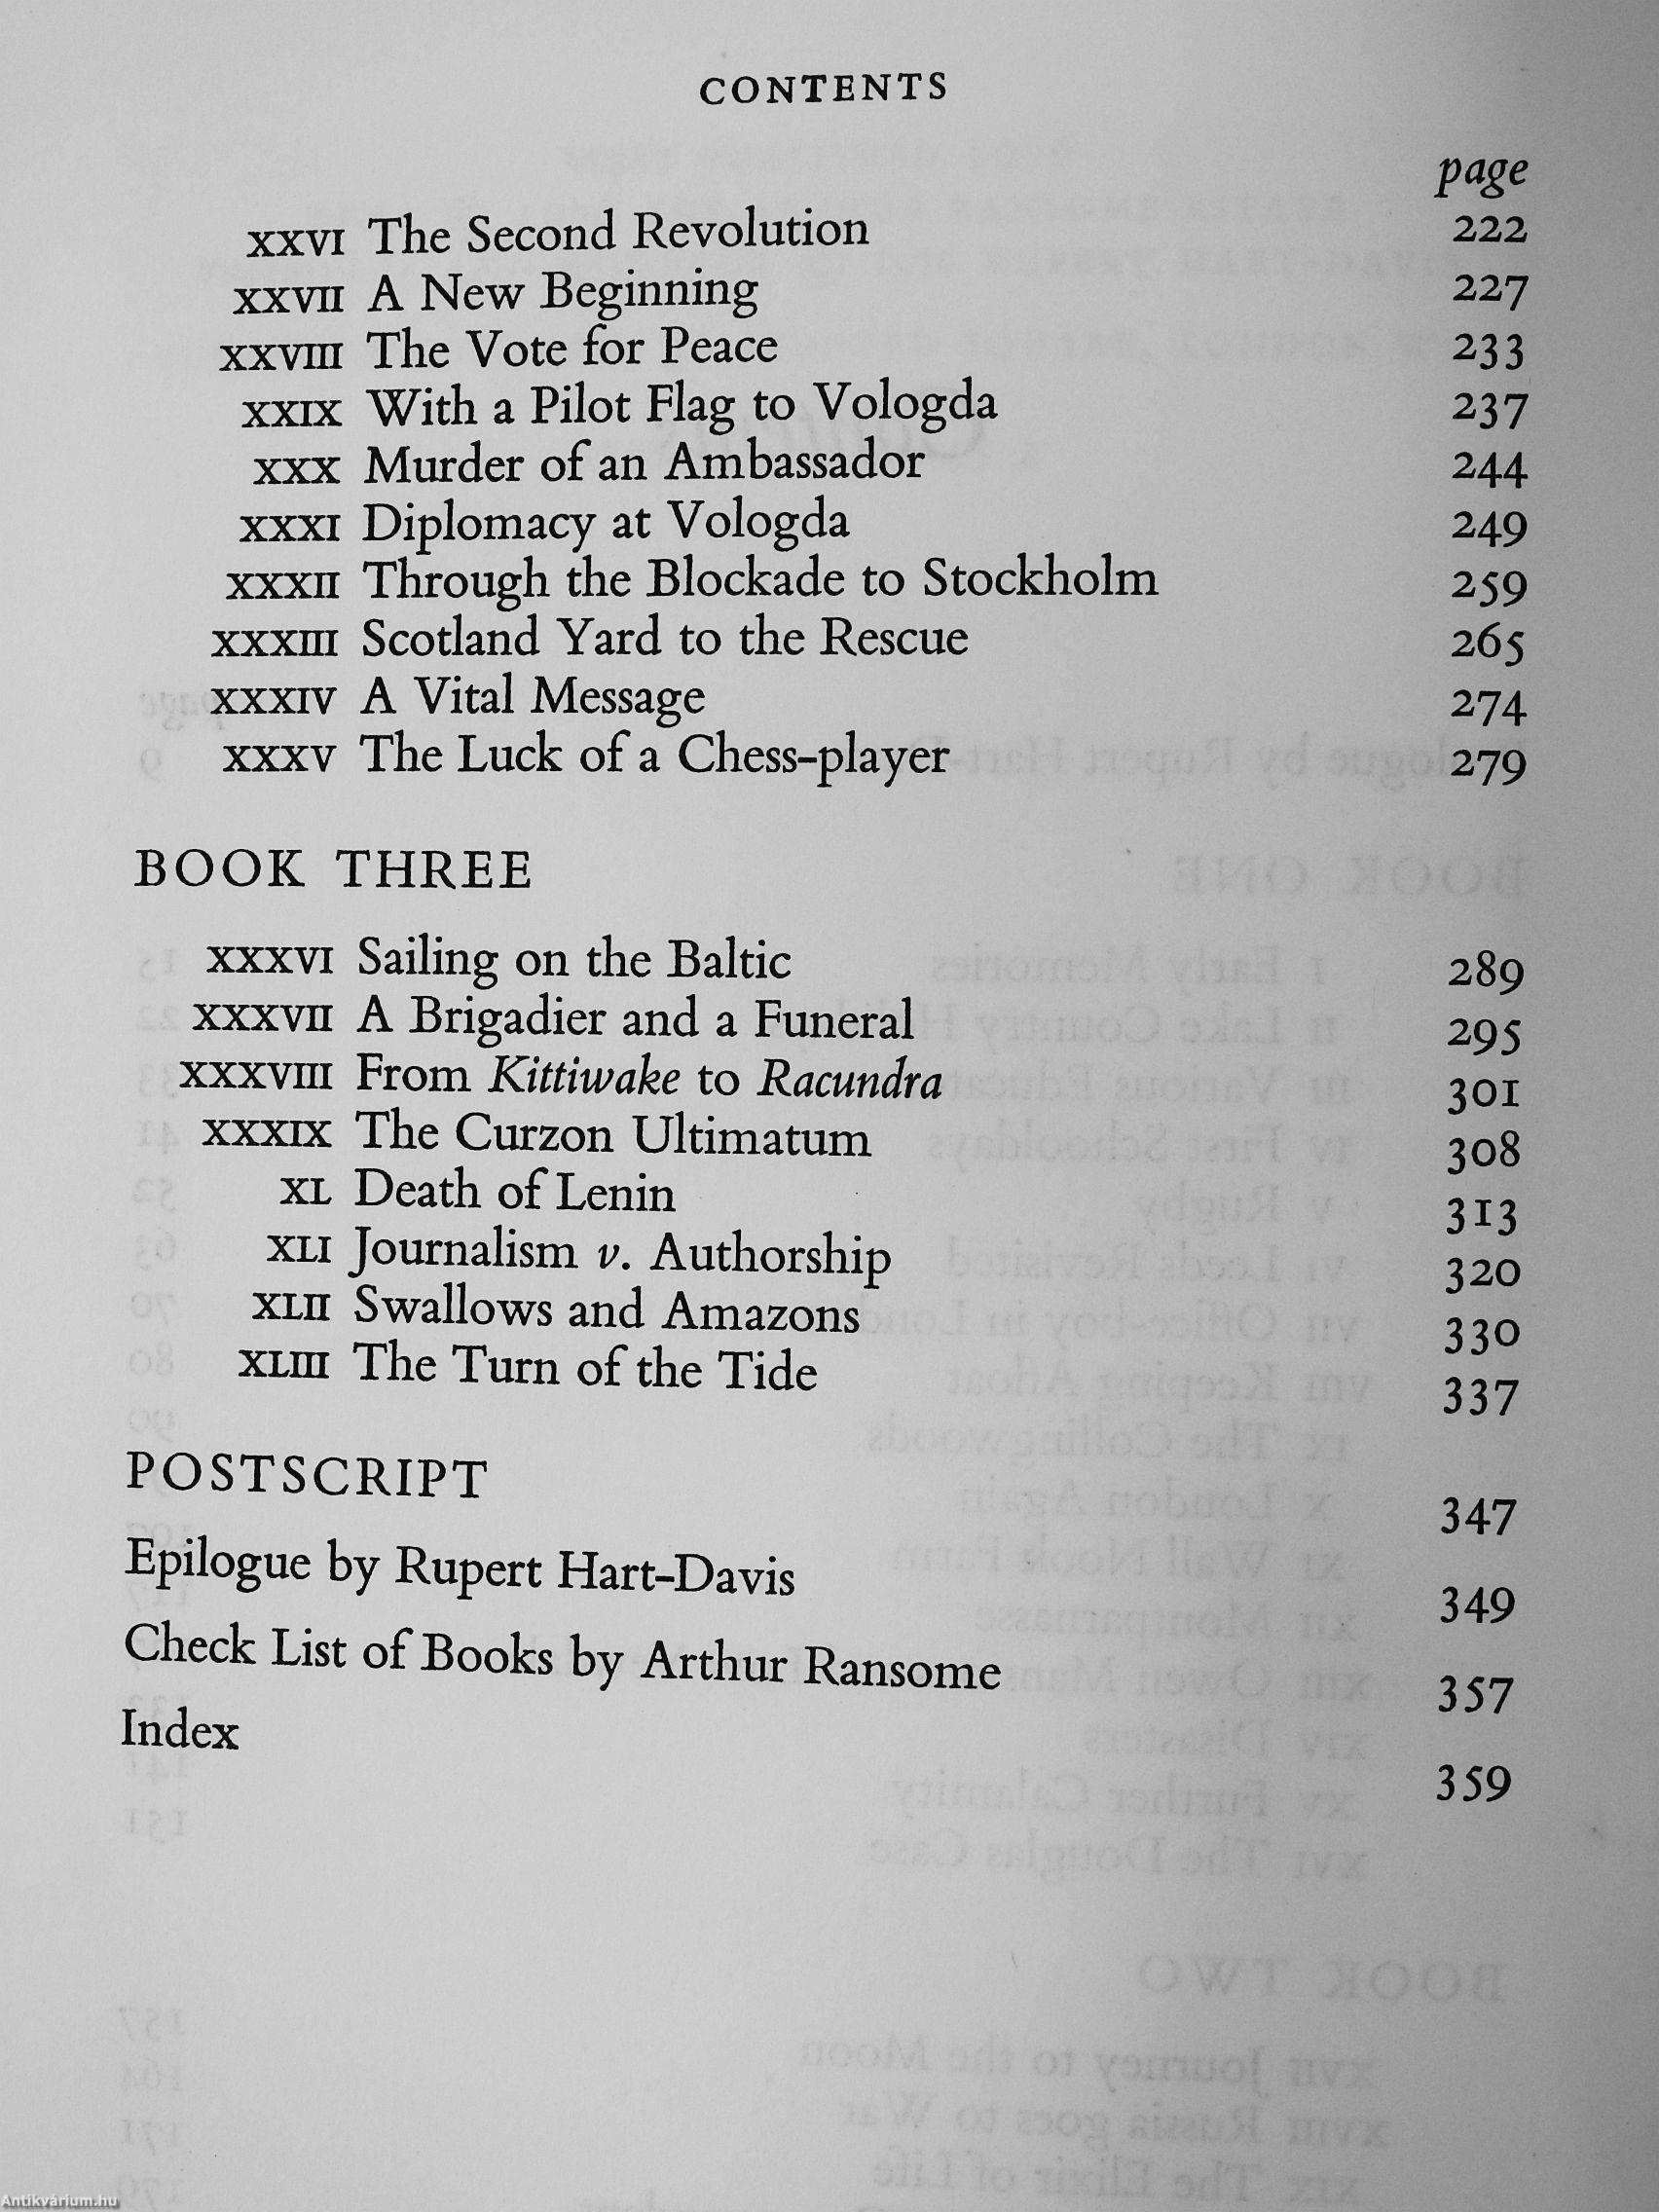 CONTENTS
page
XXVI The Second Revolution 222
XXVII A New Beginning 227
XXVIII The Vote for Peace 233
XXIX With a Pilot Flag to Vologda 237
XXX Murder of an Ambassador 244
XXXI Diplomacy at Vologda 249
XXXII Through the Blockade to Stockholm 259
XXXIII Scotland Yard to the Rescue 265
XXXIV A Vital Message 274
XXXV The Luck of a Chess-player 279
BOOK THREE
XXXVI Sailing on the Baltic 289
XXXVII A Brigadier and a Funeral 295
XXXVIII From Kittiwake to Racundra 301
XXXIX The Curzon Ultimatum 308
XL Death of Lenin 313
XLI Journalism v. Authorship 320
XLII Swallows and Amazons 330
XLIII The Turn of the Tide 337
POSTSCRIPT 347
Epilogue by Rupert Hart-Davis 349
Check List of Books by Arthur Ransome 357
Index 359
Antikvárium.hu